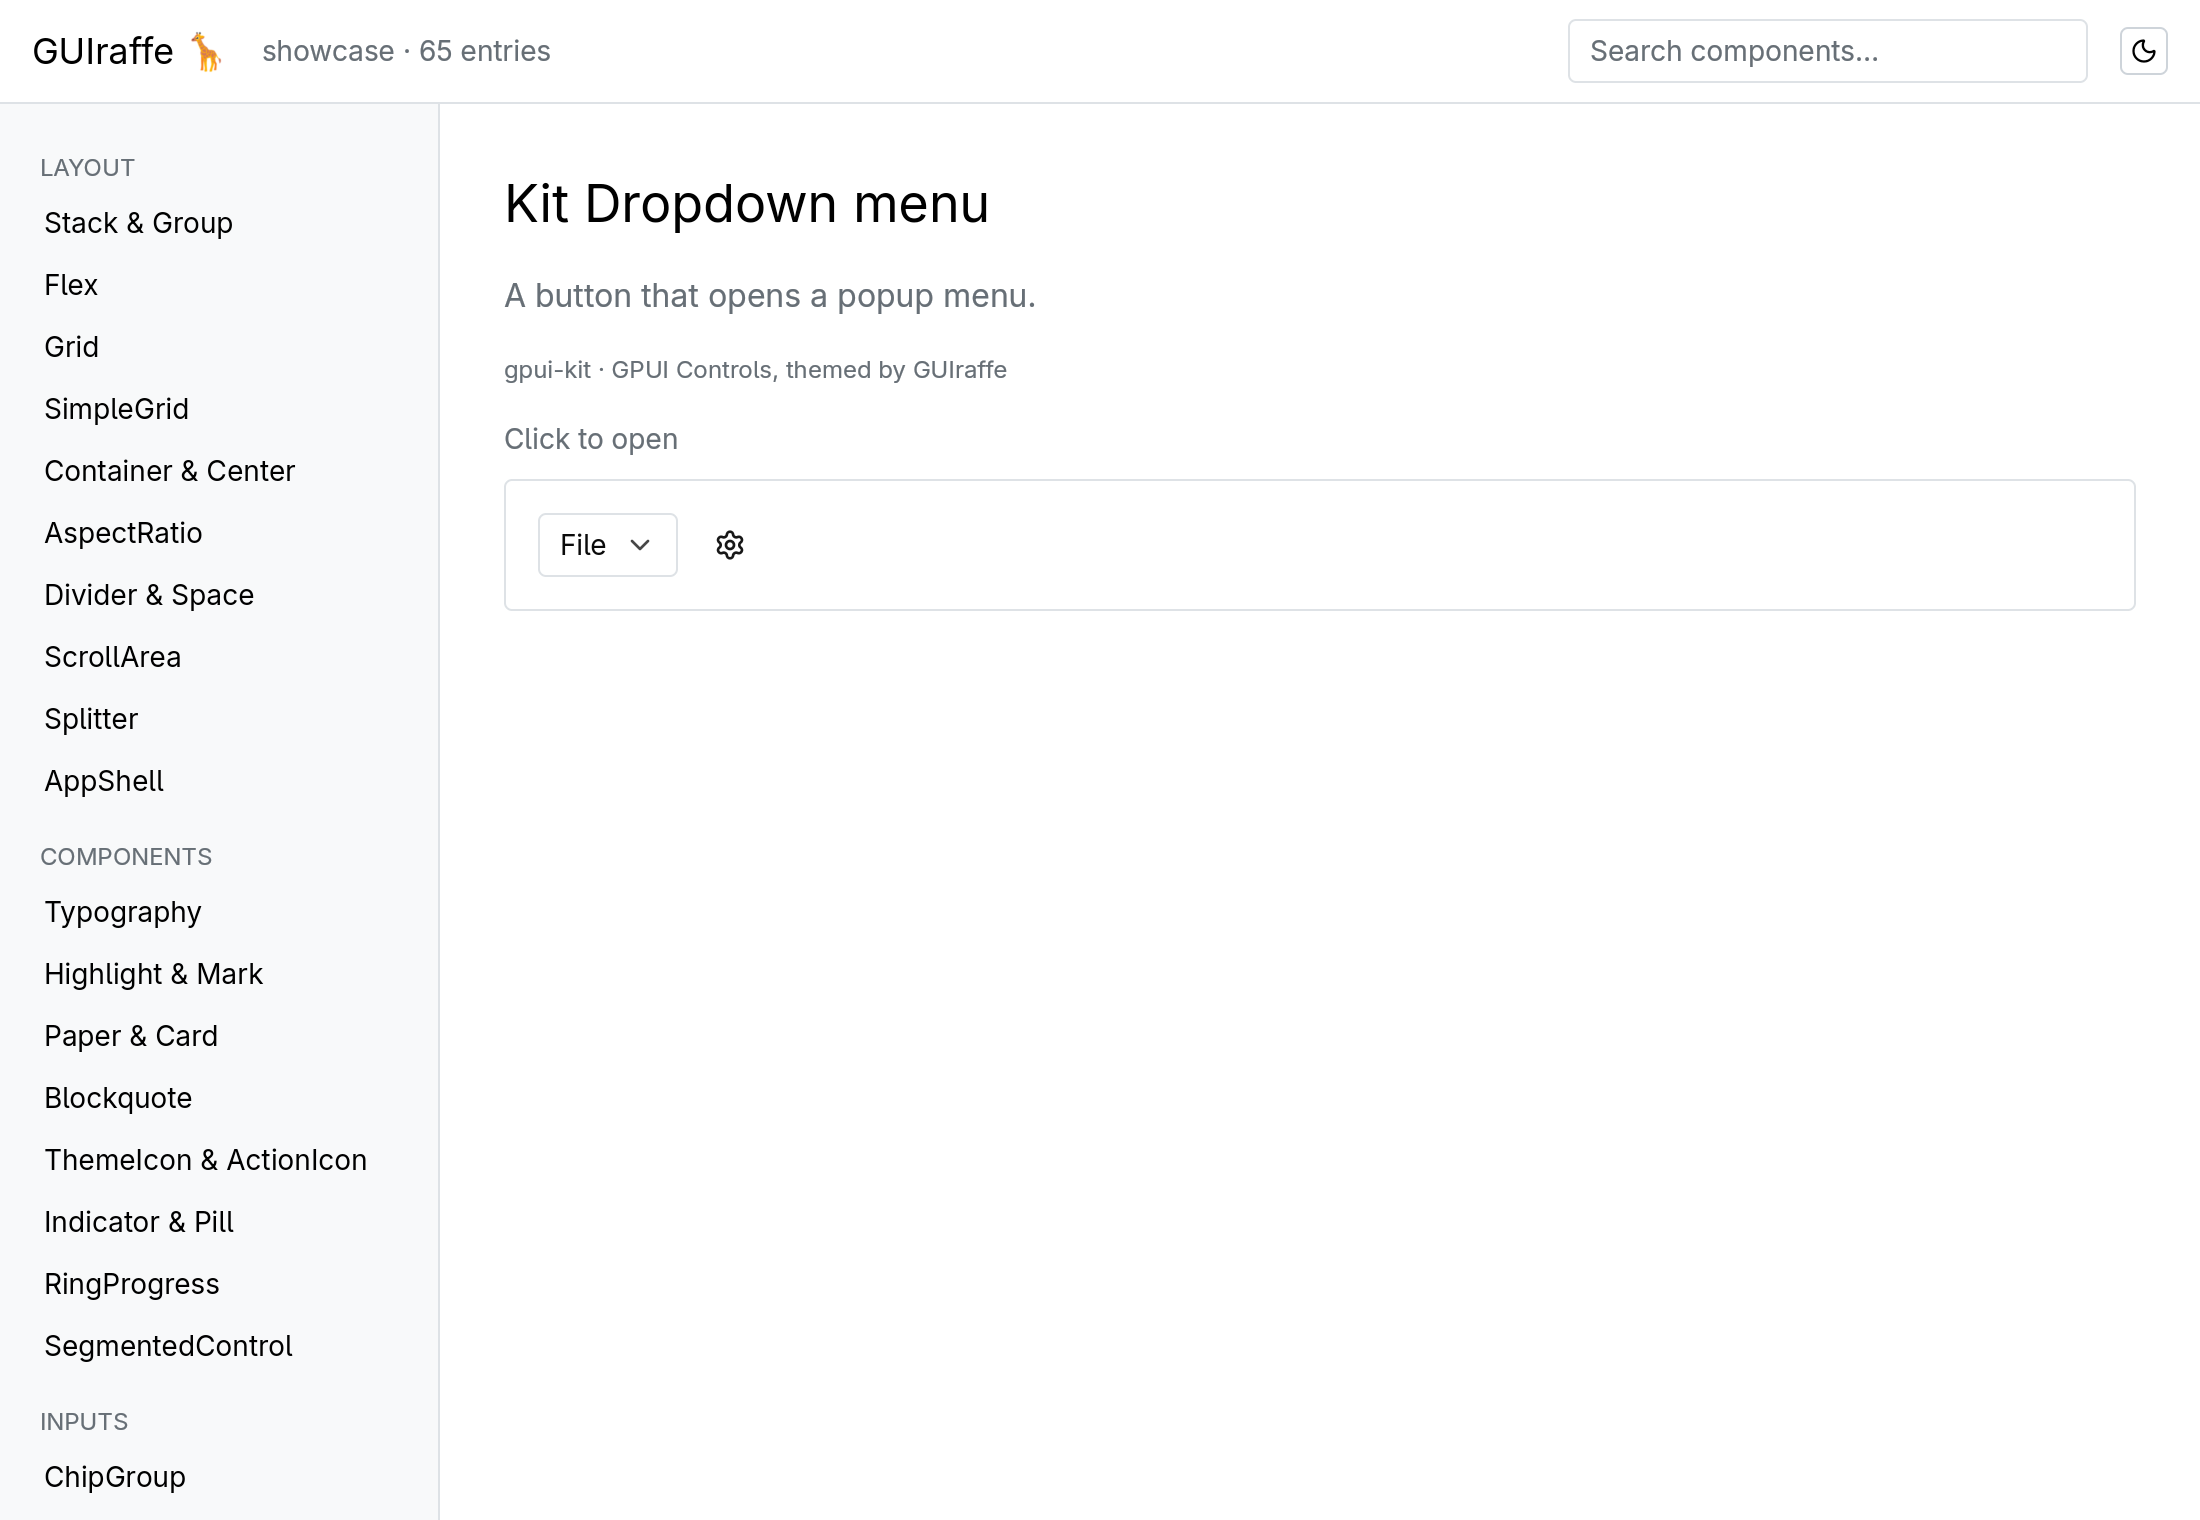 GUIraffe 🦒 showcase · 65 entries
Search components...
LAYOUT
Stack & Group
Flex
Grid
SimpleGrid
Container & Center
AspectRatio
Divider & Space
ScrollArea
Splitter
AppShell
COMPONENTS
Typography
Highlight & Mark
Paper & Card
Blockquote
ThemeIcon & ActionIcon
Indicator & Pill
RingProgress
SegmentedControl
INPUTS
ChipGroup
Kit Dropdown menu
A button that opens a popup menu.
gpui-kit · GPUI Controls, themed by GUIraffe
Click to open
File